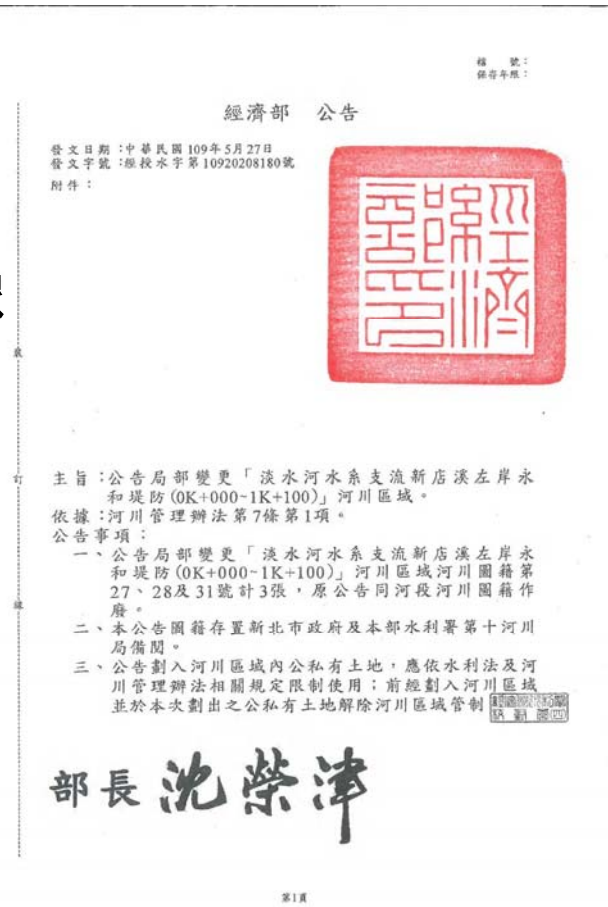 檔 號：
保存年限：
經濟部 公告
發文日期：中華民國109年5月27日
發文字號：經授水字第10920208180號
附件：
經濟部印
裝
訂
線
主旨：公告局部變更「淡水河水系支流新店溪左岸永
和堤防(0K+000~1K+100)」河川區域。
依據：河川管理辦法第7條第1項。
公告事項：
一、公告局部變更「淡水河水系支流新店溪左岸永
和堤防(0K+000~1K+100)」河川區域河川圖籍第
27、28及31號計3張，原公告同河段河川圖籍作
廢。
二、本公告圖籍存置新北市政府及本部水利署第十河川
局備閱。
三、公告劃入河川區域內公私有土地，應依水利法及河
川管理辦法相關規定限制使用；前經劃入河川區域
並於本次劃出之公私有土地解除河川區域管制
部長 沈榮津
第1頁